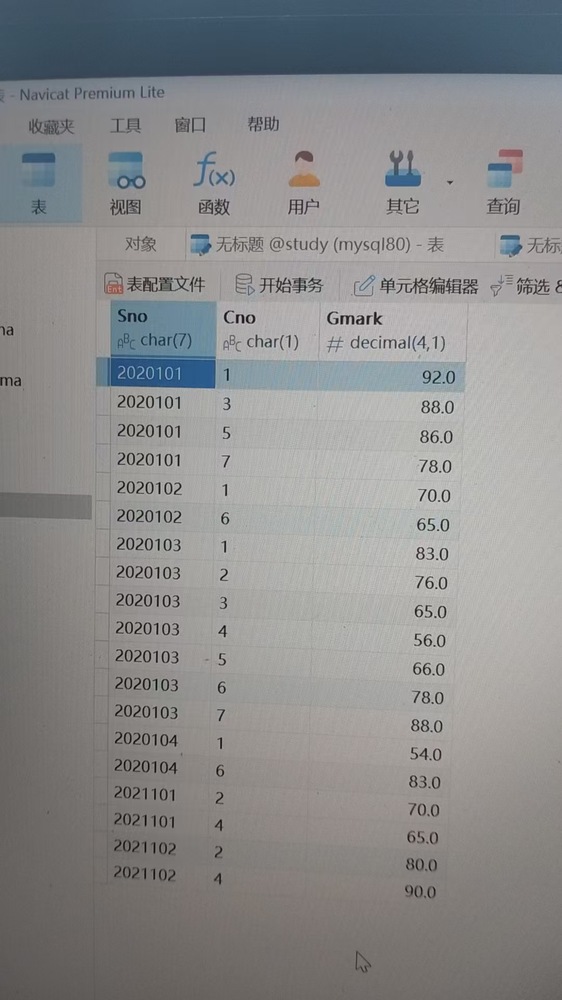 - Navicat Premium Lite
收藏夹 工具 窗口 帮助
表 视图 函数 用户 其它 查询
对象 无标题 @study (mysql80) - 表 无标
Ent 表配置文件 开始事务 单元格编辑器 筛选 &
Sno Cno Gmark
ABC char(7) ABC char(1) # decimal(4,1)
na
ma
2020101 1 92.0
2020101 3 88.0
2020101 5 86.0
2020101 7 78.0
2020102 1 70.0
2020102 6 65.0
2020103 1 83.0
2020103 2 76.0
2020103 3 65.0
2020103 4 56.0
2020103 5 66.0
2020103 6 78.0
2020103 7 88.0
2020104 1 54.0
2020104 6 83.0
2021101 2 70.0
2021101 4 65.0
2021102 2 80.0
2021102 4 90.0